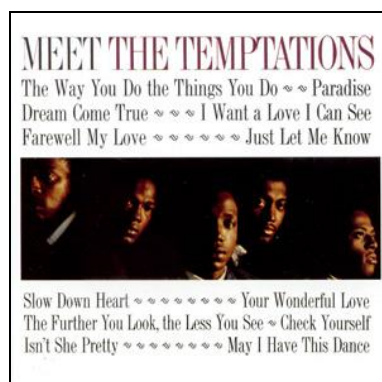 MEET THE TEMPTATIONS
The Way You Do the Things You Do ~ ~ Paradise
Dream Come True ~ ~ ~ I Want a Love I Can See
Farewell My Love ~ ~ ~ ~ ~ ~ Just Let Me Know
Slow Down Heart ~ ~ ~ ~ ~ ~ ~ ~ Your Wonderful Love
The Further You Look, the Less You See ~ Check Yourself
Isn't She Pretty ~ ~ ~ ~ ~ ~ ~ May I Have This Dance